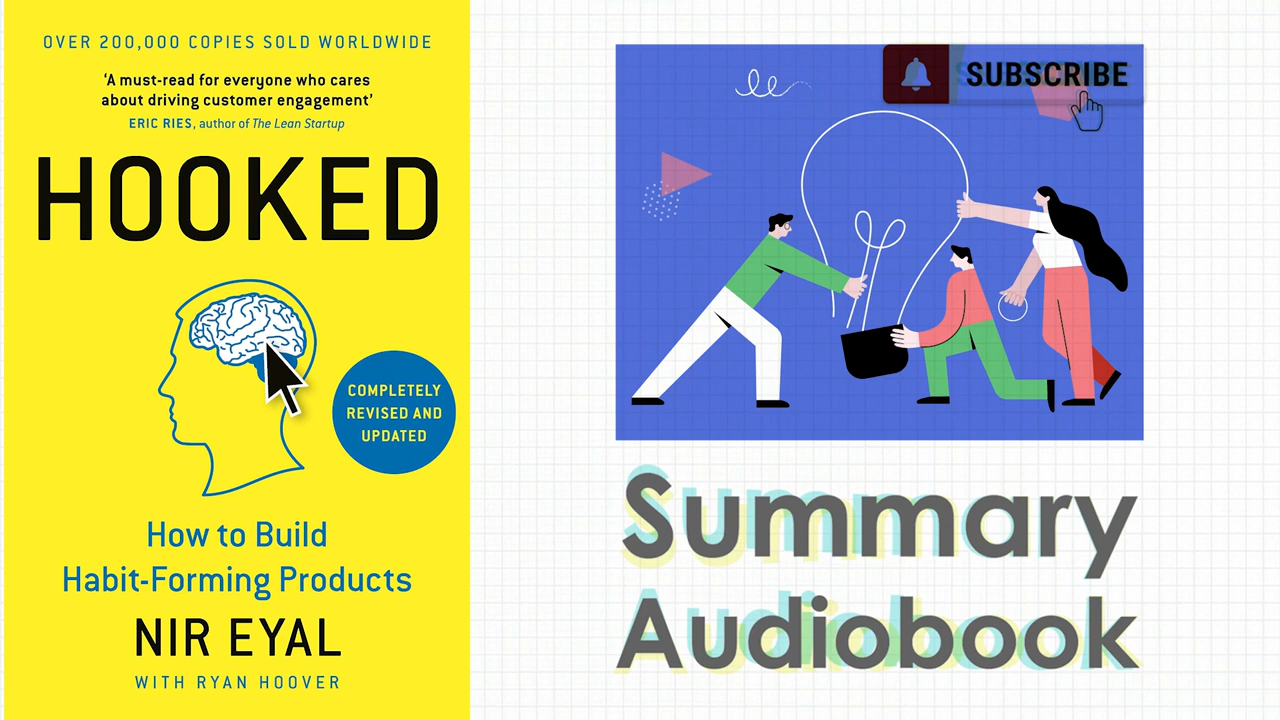 OVER 200,000 COPIES SOLD WORLDWIDE
‘A must-read for everyone who cares
about driving customer engagement’
ERIC RIES, author of The Lean Startup
HOOKED
COMPLETELY
REVISED AND
UPDATED
How to Build
Habit-Forming Products
NIR EYAL
WITH RYAN HOOVER
SUBSCRIBE
Summary
Audiobook